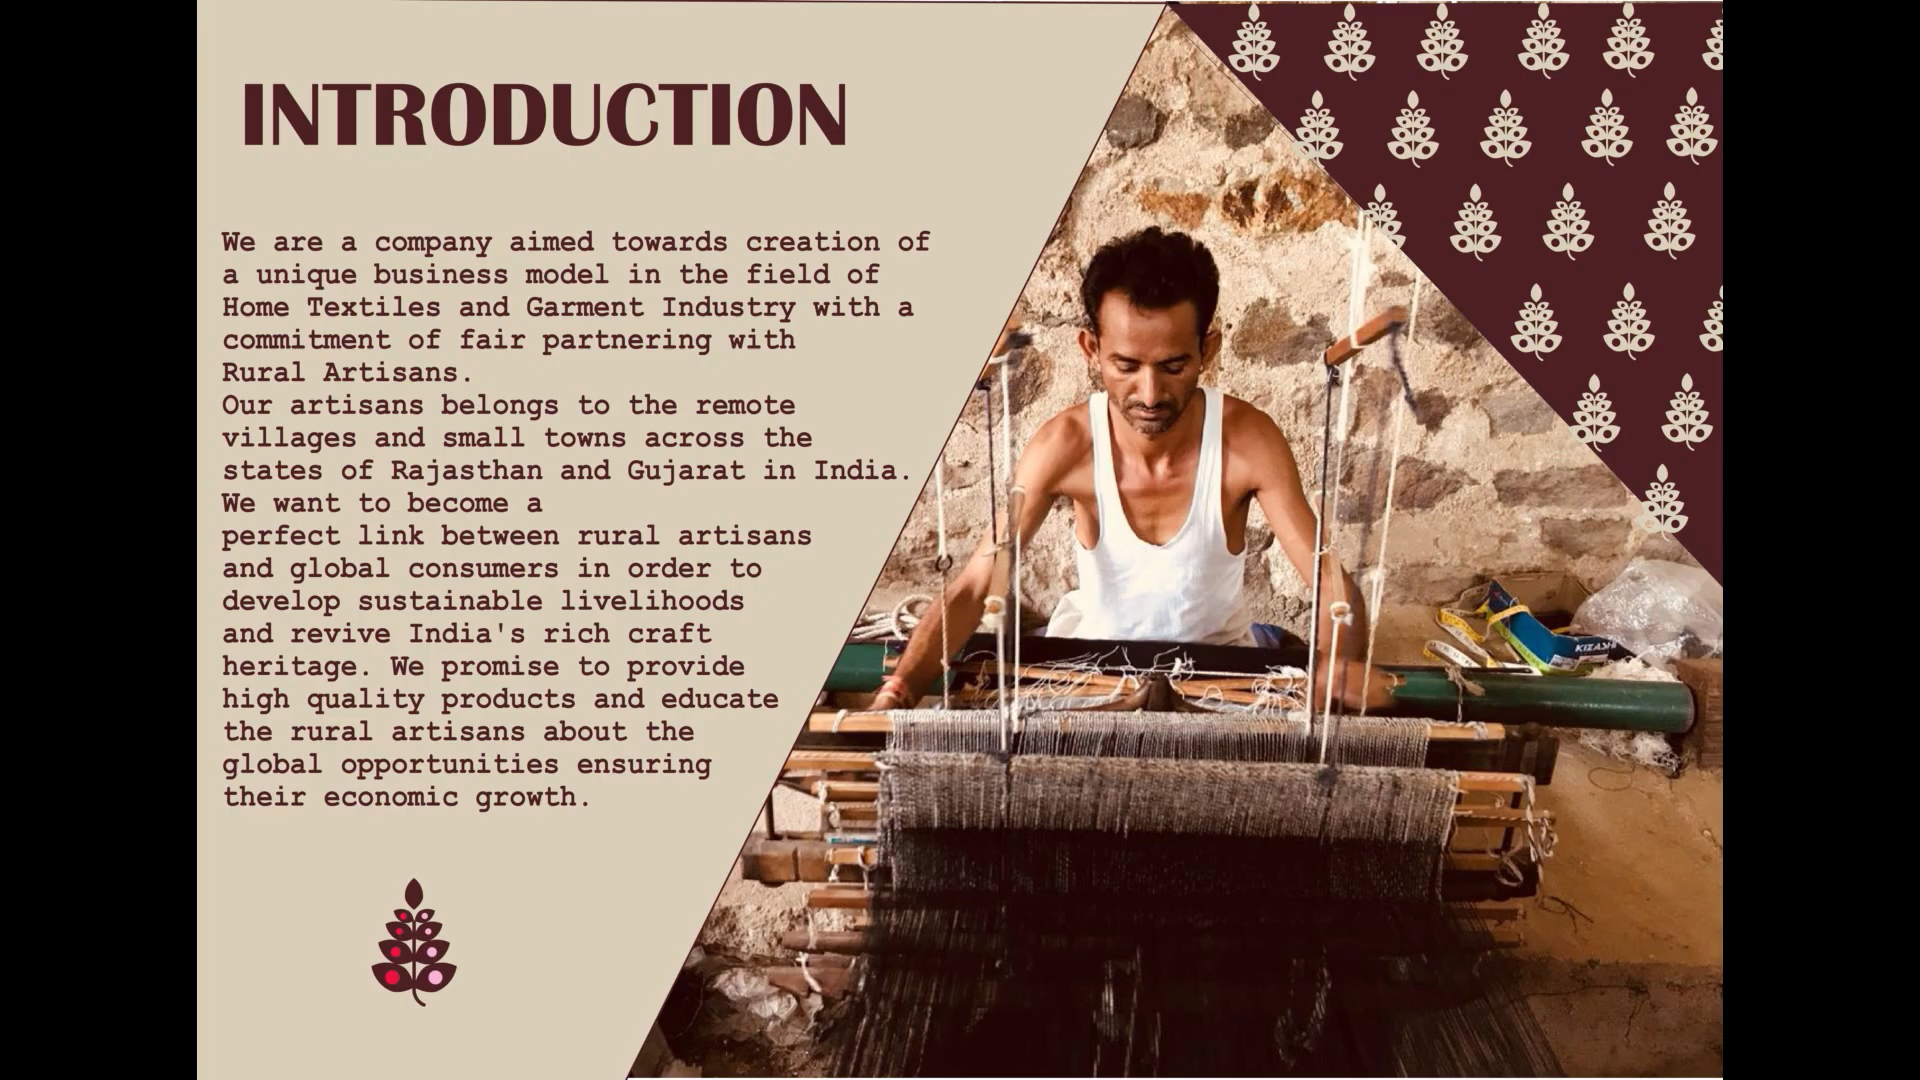 INTRODUCTION
We are a company aimed towards creation of
a unique business model in the field of
Home Textiles and Garment Industry with a
commitment of fair partnering with
Rural Artisans.
Our artisans belongs to the remote
villages and small towns across the
states of Rajasthan and Gujarat in India.
We want to become a
perfect link between rural artisans
and global consumers in order to
develop sustainable livelihoods
and revive India's rich craft
heritage. We promise to provide
high quality products and educate
the rural artisans about the
global opportunities ensuring
their economic growth.
KIZASHI